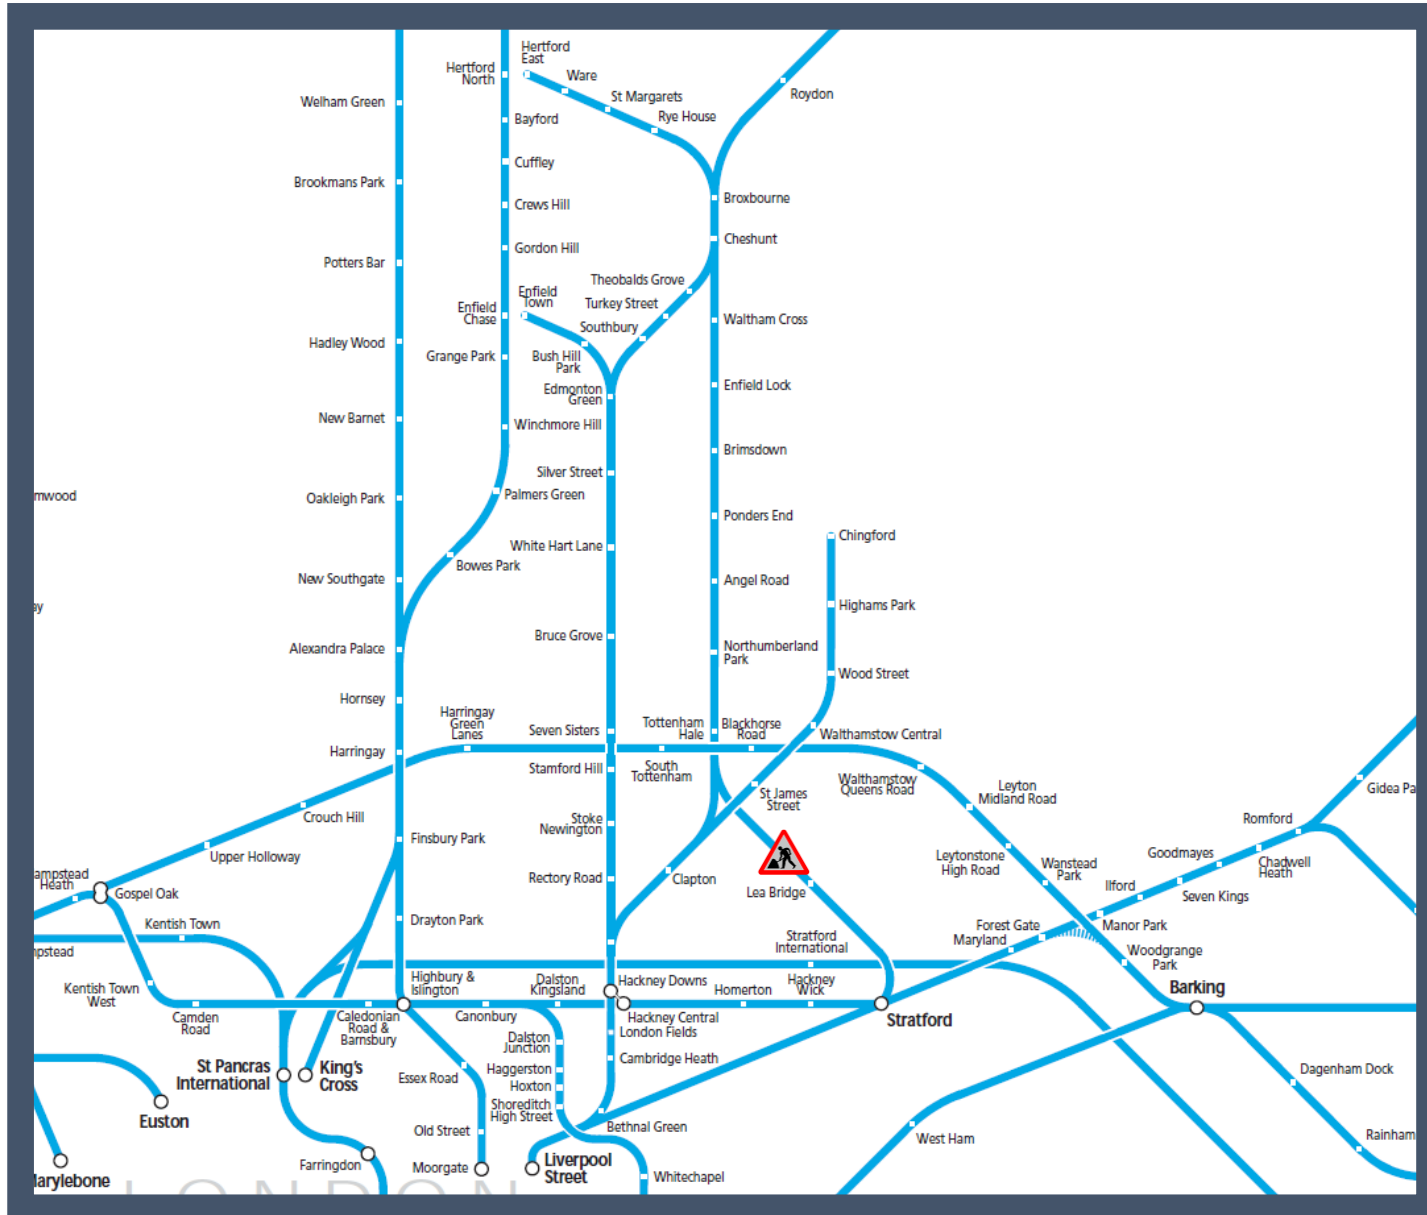 Hertford
East
Hertford
North
Ware
St Margarets
Rye House
Roydon
Welham Green
Bayford
Cuffley
Brookmans Park
Crews Hill
Broxbourne
Gordon Hill
Cheshunt
Potters Bar
Theobalds Grove
Enfield
Town
Turkey Street
Enfield
Chase
Southbury
Waltham Cross
Hadley Wood
Grange Park
Bush Hill
Park
Edmonton
Green
Enfield Lock
New Barnet
Winchmore Hill
Brimsdown
Silver Street
mwood
Oakleigh Park
Palmers Green
Ponders End
Chingford
White Hart Lane
Bowes Park
New Southgate
Angel Road
ay
Highams Park
Bruce Grove
Alexandra Palace
Northumberland
Park
Wood Street
Hornsey
Harringay
Green
Lanes
Seven Sisters
Tottenham
Hale
Blackhorse
Road
Walthamstow Central
Harringay
Stamford Hill
South
Tottenham
Walthamstow
Queens Road
St James
Street
Leyton
Midland Road
Gidea Pa
Crouch Hill
Stoke
Newington
Romford
Finsbury Park
Upper Holloway
Leytonstone
High Road
Wanstead
Park
Goodmayes
Chadwell
Heath
ampstead
Heath
Gospel Oak
Rectory Road
Clapton
Lea Bridge
Ilford
Seven Kings
Kentish Town
Drayton Park
Forest Gate
Manor Park
Maryland
Stratford
International
mpstead
Woodgrange
Park
Kentish Town
West
Highbury &
Islington
Dalston
Kingsland
Hackney Downs
Homerton
Hackney
Wick
Barking
Camden
Road
Caledonian
Road &
Barnsbury
Canonbury
Hackney Central
Stratford
London Fields
Dalston
Junction
Cambridge Heath
St Pancras
International
King's
Cross
Essex Road
Haggerston
Hoxton
Dagenham Dock
Shoreditch
High Street
Euston
Old Street
Bethnal Green
West Ham
Rainham
Farringdon
Moorgate
Liverpool
Street
Whitechapel
Marylebone
LONDON